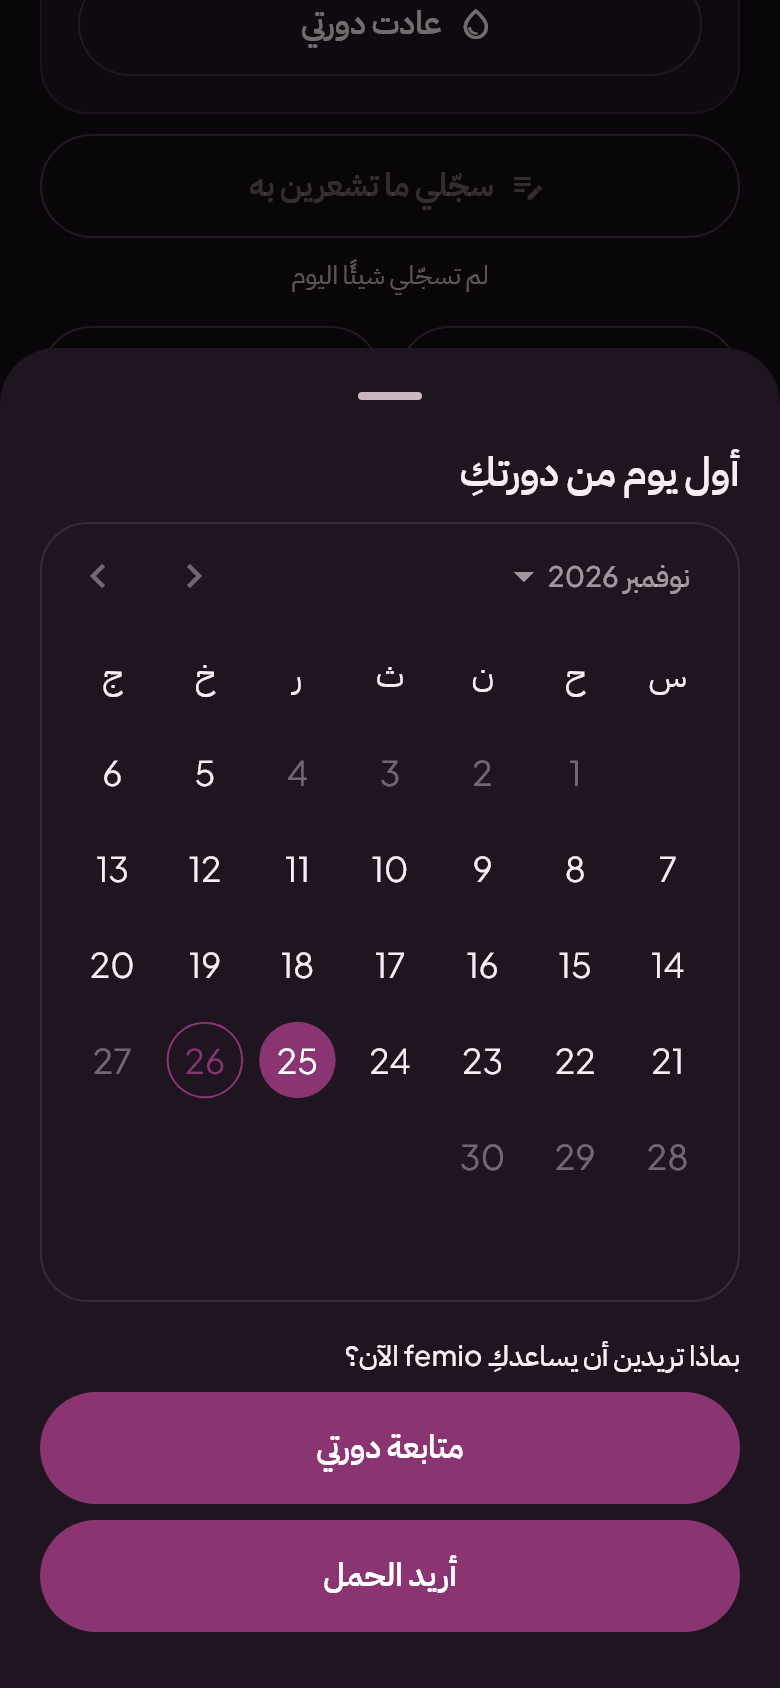 عادت دورتي
سجّلي ما تشعرين به
لم تسجّلي شيئًا اليوم
أول يوم من دورتكِ
نوفمبر 2026
س ح ن ث ر خ ج
1 2 3 4 5 6
7 8 9 10 11 12 13
14 15 16 17 18 19 20
21 22 23 24 25 26 27
28 29 30
بماذا تريدين أن يساعدكِ femio الآن؟
متابعة دورتي
أريد الحمل